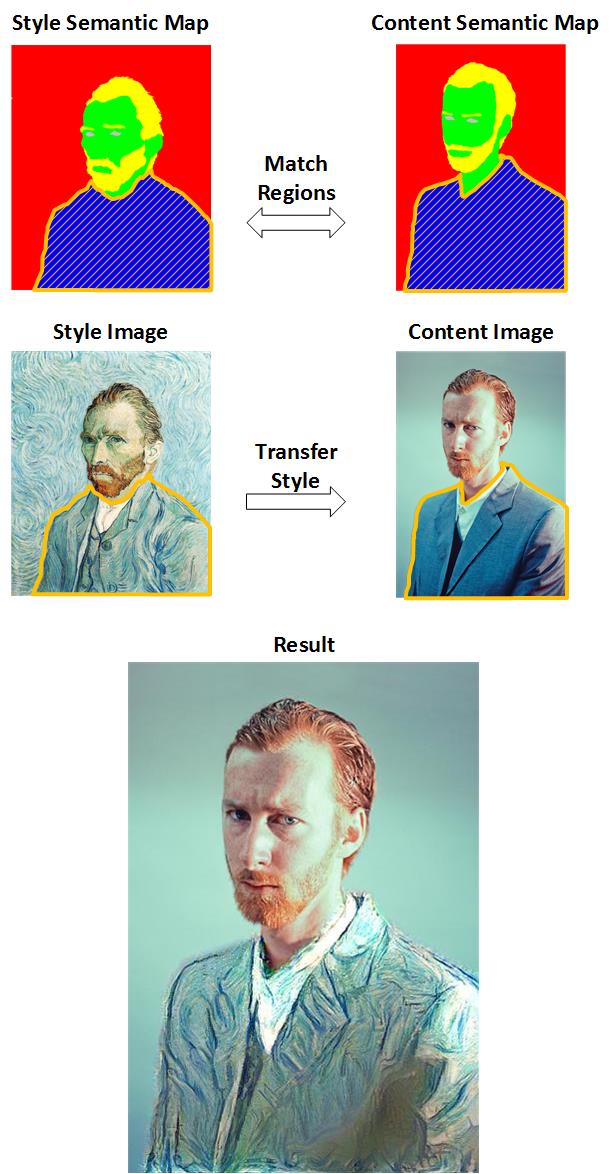 Style Semantic Map
Content Semantic Map
Match
Regions
Style Image
Content Image
Transfer
Style
Result